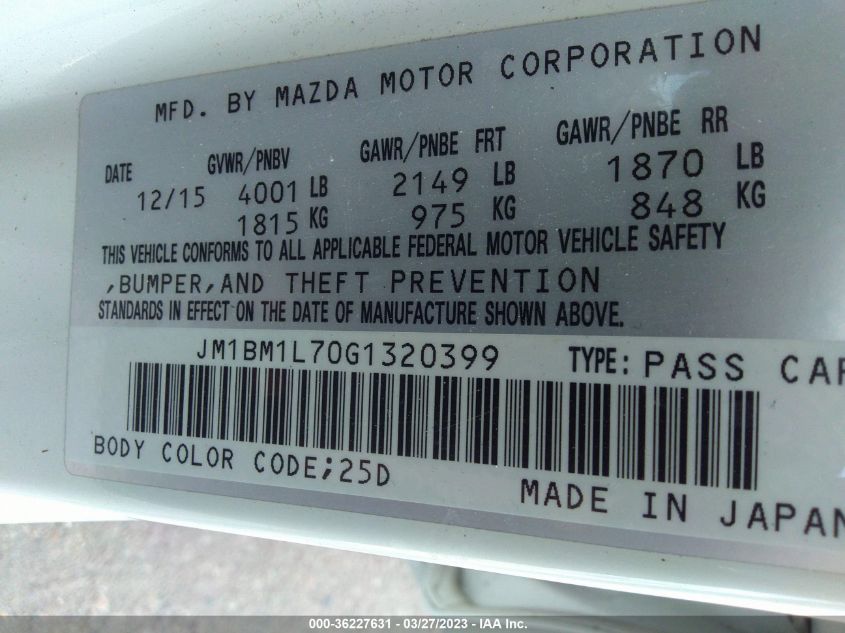 MFD. BY MAZDA MOTOR CORPORATION
DATE GVWR/PNBV GAWR/PNBE FRT GAWR/PNBE RR
12/15 4001 LB 2149 LB 1870 LB
1815 KG 975 KG 848 KG
THIS VEHICLE CONFORMS TO ALL APPLICABLE FEDERAL MOTOR VEHICLE SAFETY
,BUMPER,AND THEFT PREVENTION
STANDARDS IN EFFECT ON THE DATE OF MANUFACTURE SHOWN ABOVE.
JM1BM1L70G1320399 TYPE: PASS CAR
BODY COLOR CODE;25D
MADE IN JAPAN
000-36227631 - 03/27/2023 - IAA Inc.